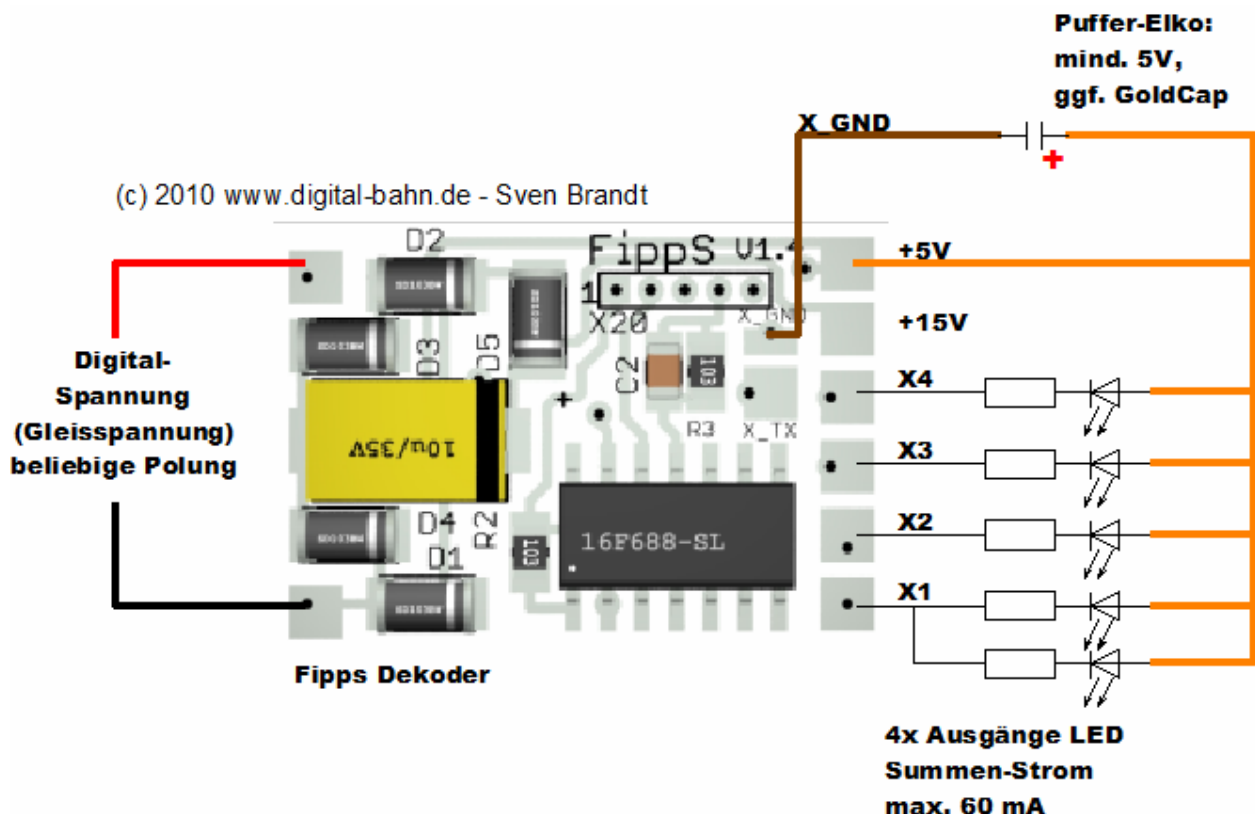 Puffer-Elko:
mind. 5V,
ggf. GoldCap
X_GND
(c) 2010 www.digital-bahn.de - Sven Brandt
D2
FippS V1.4
+5V
1
X20
X_GND
+15V
D3
D5
C2
103
Digital-
Spannung
(Gleisspannung)
beliebige Polung
X4
+
10u/35V
R3
X_TX
X3
D4
R2
103
16F688-SL
X2
D1
X1
Fipps Dekoder
4x Ausgänge LED
Summen-Strom
max. 60 mA